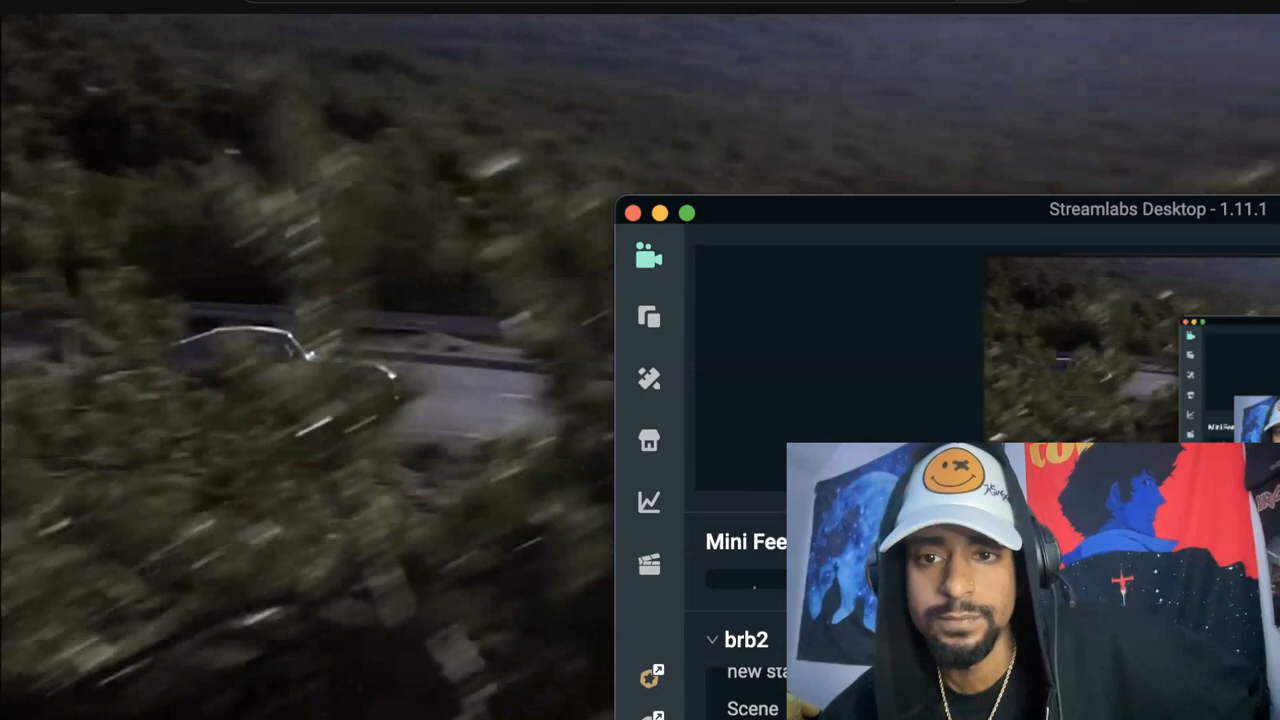 Streamlabs Desktop - 1.11.1
Mini Fee
brb2
new sta
Scene